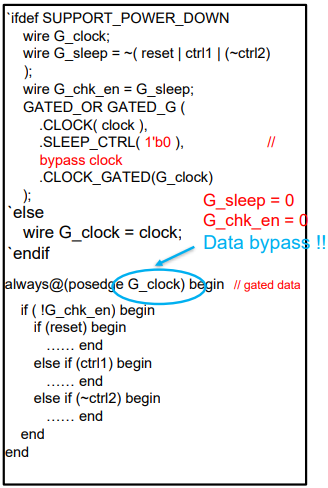 `ifdef SUPPORT_POWER_DOWN
wire G_clock;
wire G_sleep = ~( reset | ctrl1 | (~ctrl2)
);
wire G_chk_en = G_sleep;
GATED_OR GATED_G (
.CLOCK( clock ),
.SLEEP_CTRL( 1'b0 ), //
bypass clock
.CLOCK_GATED(G_clock)
);
G_sleep = 0
`else
G_chk_en = 0
wire G_clock = clock;
Data bypass !!
`endif
always@(posedge G_clock) begin // gated data
if ( !G_chk_en) begin
if (reset) begin
…… end
else if (ctrl1) begin
…… end
else if (~ctrl2) begin
…… end
end
end